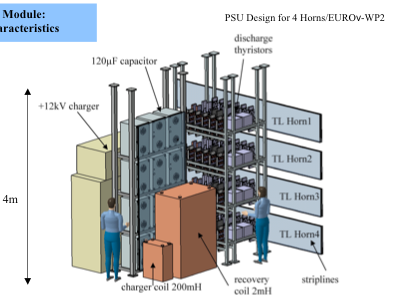 Module:
aracteristics
PSU Design for 4 Horns/EUROν-WP2
discharge
thyristors
120µF capacitor
+12kV charger
TL Horn1
TL Horn2
TL Horn3
TL Horn4
4m
charger coil 200mH
recovery
coil 2mH
striplines